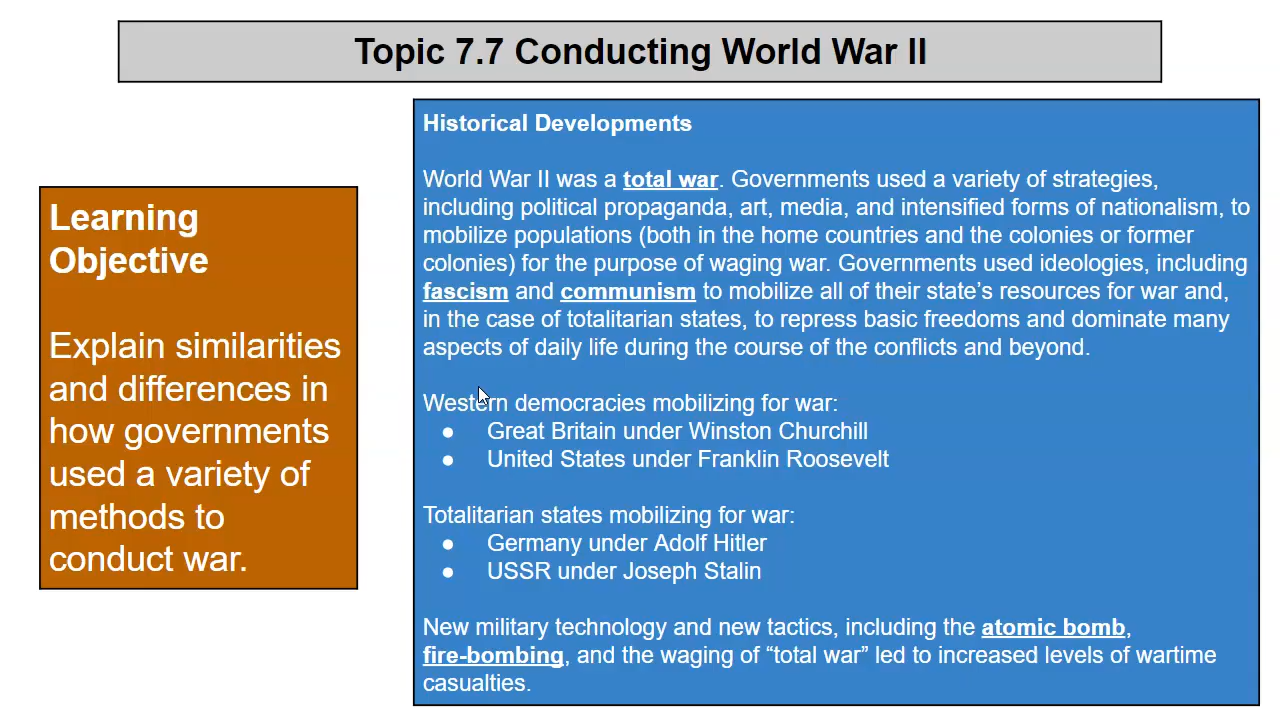 Topic 7.7 Conducting World War II
Learning
Objective
Explain similarities
and differences in
how governments
used a variety of
methods to
conduct war.
Historical Developments
World War II was a total war. Governments used a variety of strategies,
including political propaganda, art, media, and intensified forms of nationalism, to
mobilize populations (both in the home countries and the colonies or former
colonies) for the purpose of waging war. Governments used ideologies, including
fascism and communism to mobilize all of their state’s resources for war and,
in the case of totalitarian states, to repress basic freedoms and dominate many
aspects of daily life during the course of the conflicts and beyond.
Western democracies mobilizing for war:
● Great Britain under Winston Churchill
● United States under Franklin Roosevelt
Totalitarian states mobilizing for war:
● Germany under Adolf Hitler
● USSR under Joseph Stalin
New military technology and new tactics, including the atomic bomb,
fire-bombing, and the waging of “total war” led to increased levels of wartime
casualties.